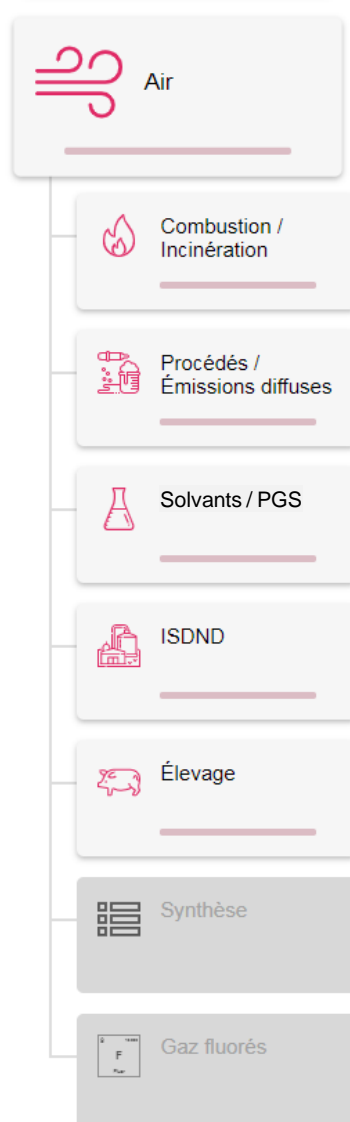 Air
Combustion /
Incinération
Procédés /
Émissions diffuses
Solvants / PGS
ISDND
Élevage
Synthèse
Gaz fluorés
F